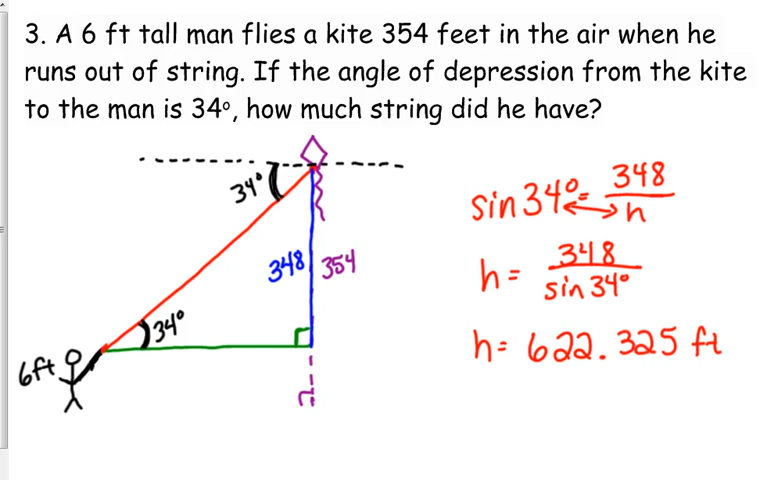 3. A 6 ft tall man flies a kite 354 feet in the air when he
runs out of string. If the angle of depression from the kite
to the man is 34°, how much string did he have?
34°
348
354
34°
6ft
sin 34° = 348/h
h = 348/sin 34°
h = 622.325 ft